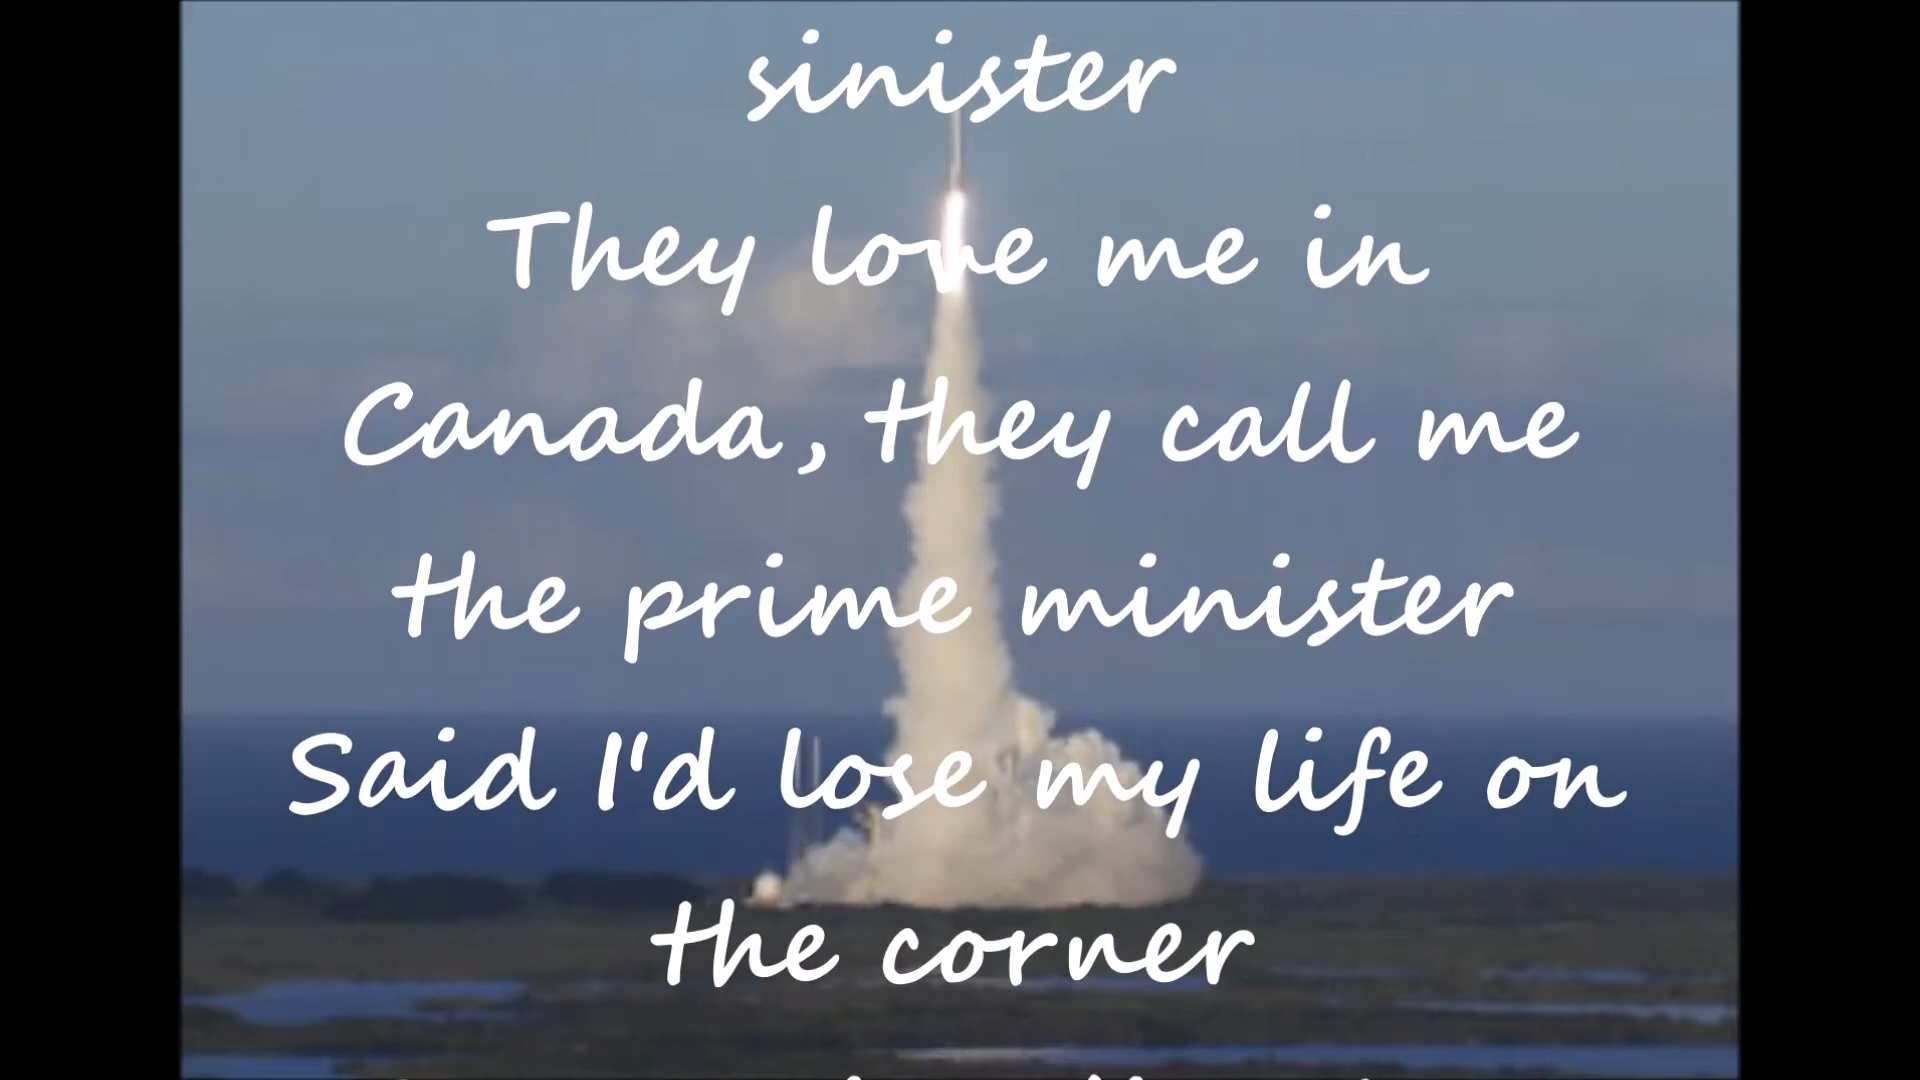 sinister
They love me in
Canada, they call me
the prime minister
Said I'd lose my life on
the corner